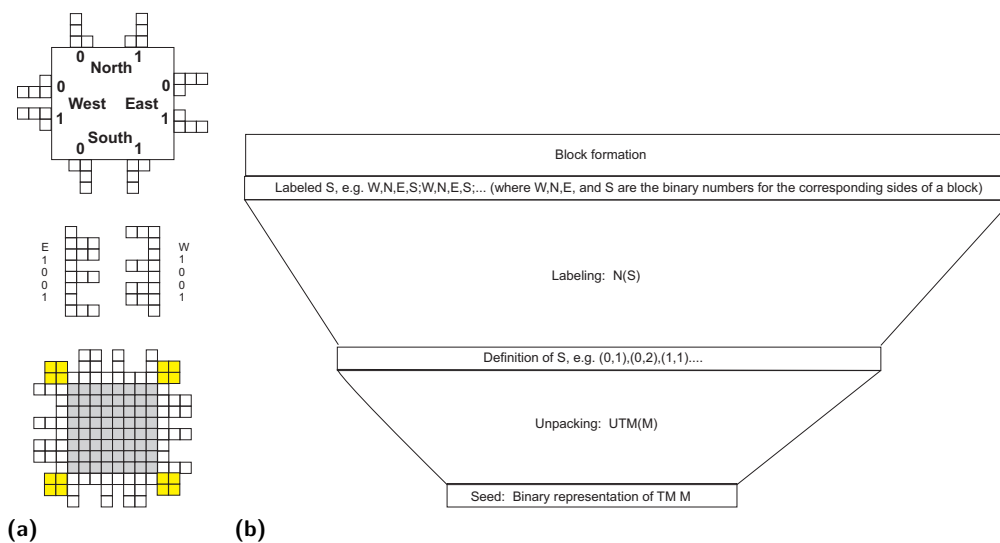 0 1
North
0 0
West East
1 1
South
0 1
E
1
0
0
1
W
1
0
0
1
(a)
Block formation
Labeled S, e.g. W,N,E,S;W,N,E,S;... (where W,N,E, and S are the binary numbers for the corresponding sides of a block)
Labeling: N(S)
Definition of S, e.g. (0,1),(0,2),(1,1)....
Unpacking: UTM(M)
Seed: Binary representation of TM M
(b)